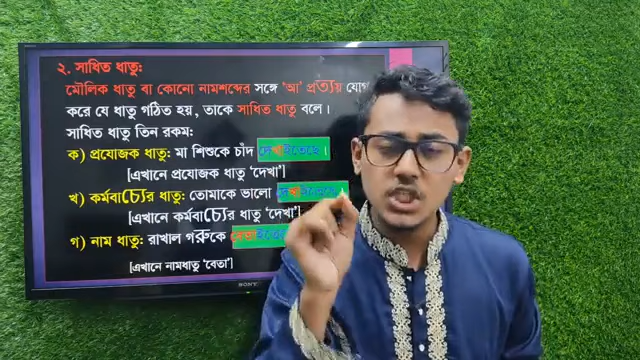 ২. সাধিত ধাতু:
মৌলিক ধাতু বা কোনো নামশব্দের সঙ্গে ‘আ’ প্রত্যয় যোগ
করে যে ধাতু গঠিত হয়, তাকে সাধিত ধাতু বলে।
সাধিত ধাতু তিন রকম:
ক) প্রযোজক ধাতু: মা শিশুকে চাঁদ দেখাইতেছে।
[এখানে প্রযোজক ধাতু ‘দেখা’]
খ) কর্মবাচ্যের ধাতু: তোমাকে ভালো
[এখানে কর্মবাচ্যের ধাতু ‘দেখা’]
গ) নাম ধাতু: রাখাল গরুকে
[এখানে নামধাতু ‘বেতা’]
SONY